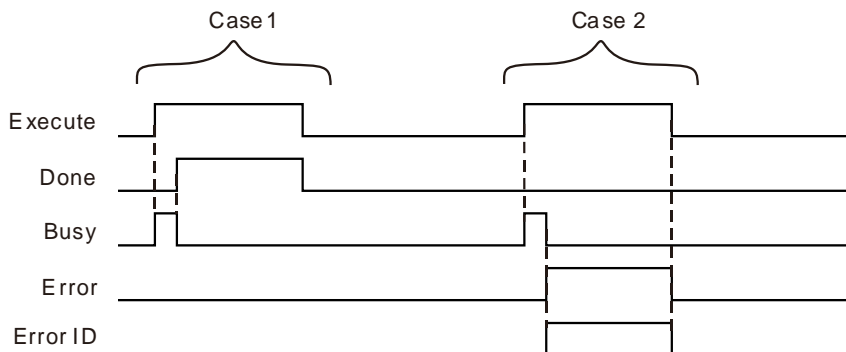 Case 1
Case 2
Execute
Done
Busy
Error
Error ID